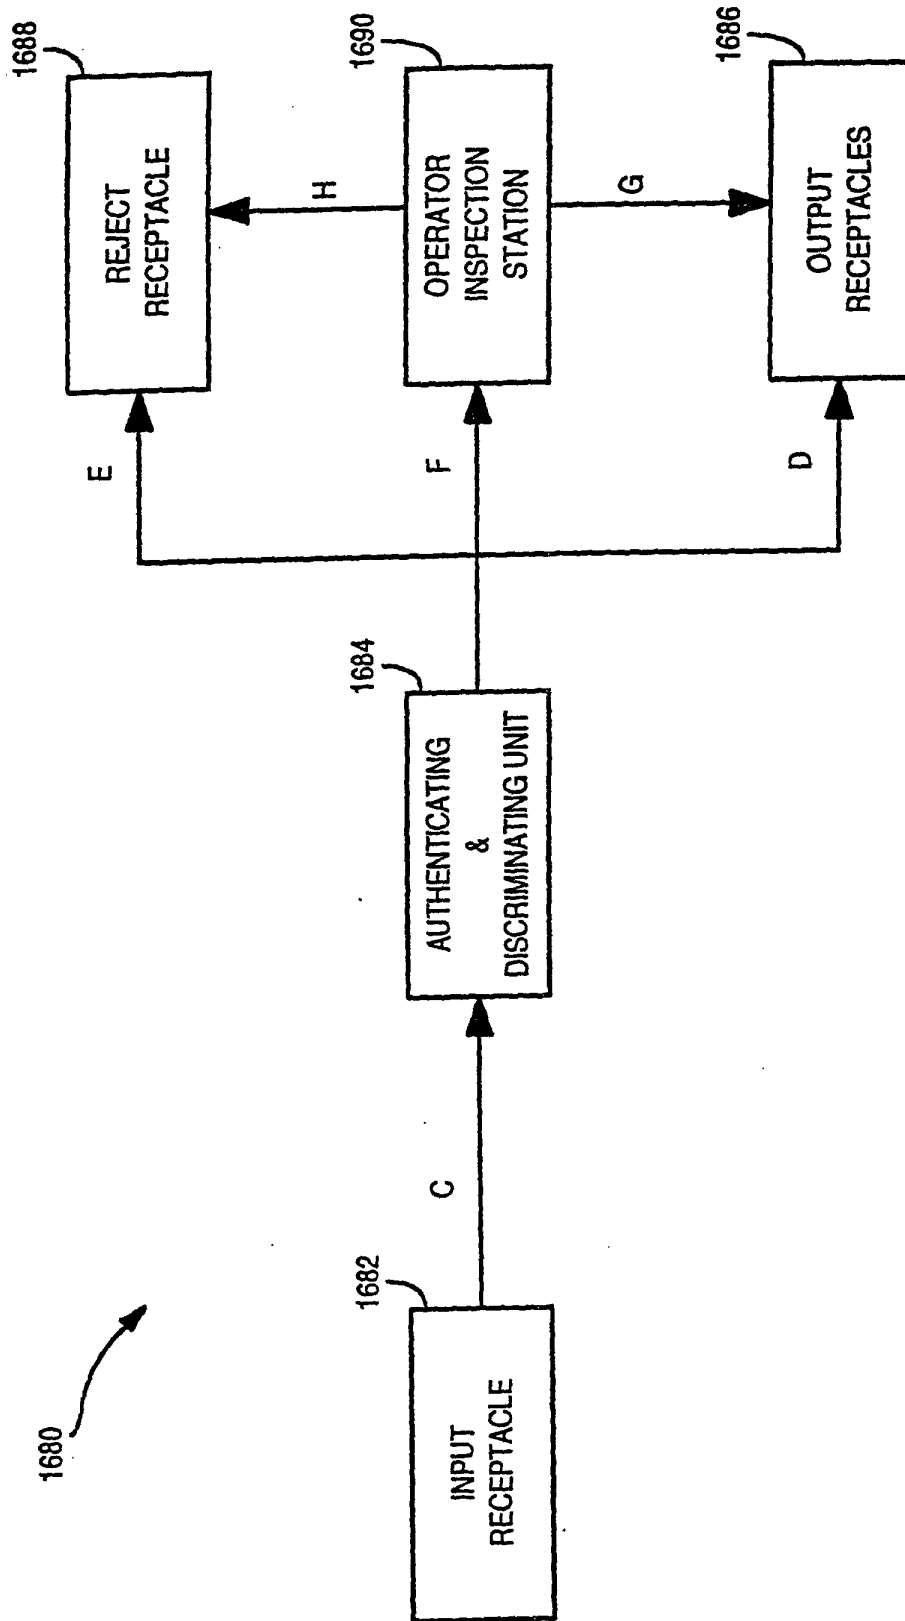 1680
1682
INPUT
RECEPTACLE
C
1684
AUTHENTICATING
&
DISCRIMINATING UNIT
E
F
D
1688
REJECT
RECEPTACLE
H
1690
OPERATOR
INSPECTION
STATION
G
1686
OUTPUT
RECEPTACLES